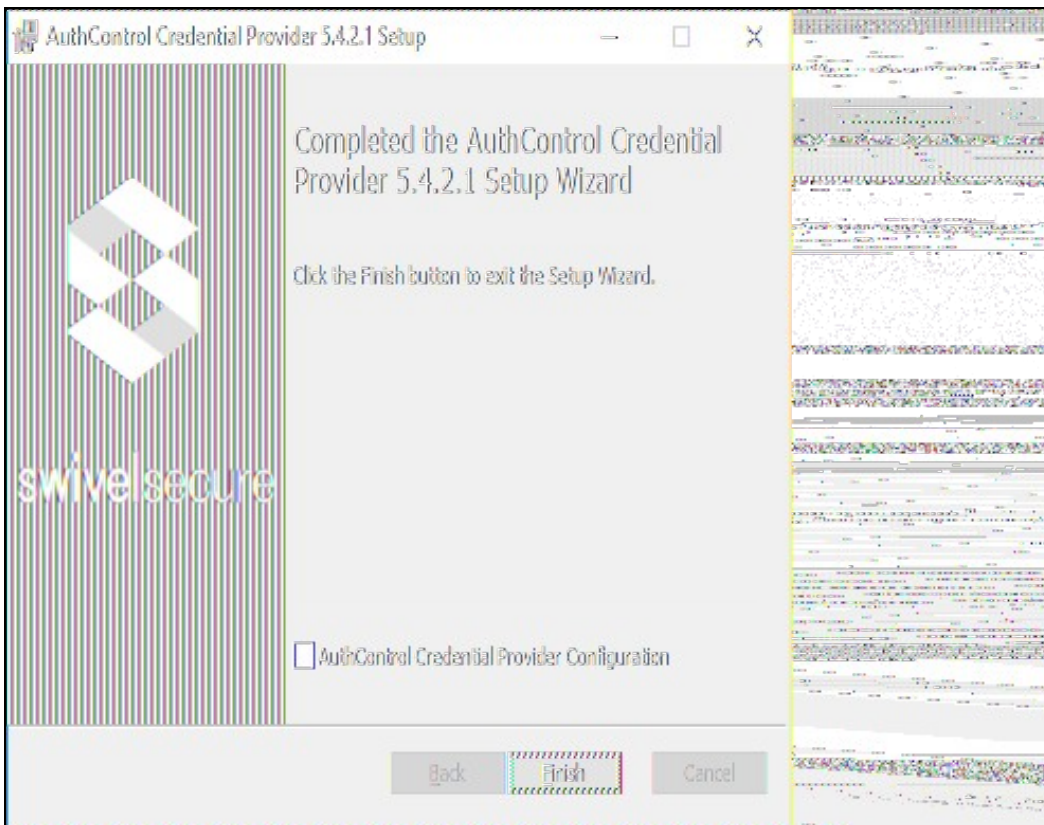 AuthControl Credential Provider 5.4.2.1 Setup
Completed the AuthControl Credential
Provider 5.4.2.1 Setup Wizard
Click the Finish button to exit the Setup Wizard.
swivelsecure
AuthControl Credential Provider Configuration
Back
Finish
Cancel